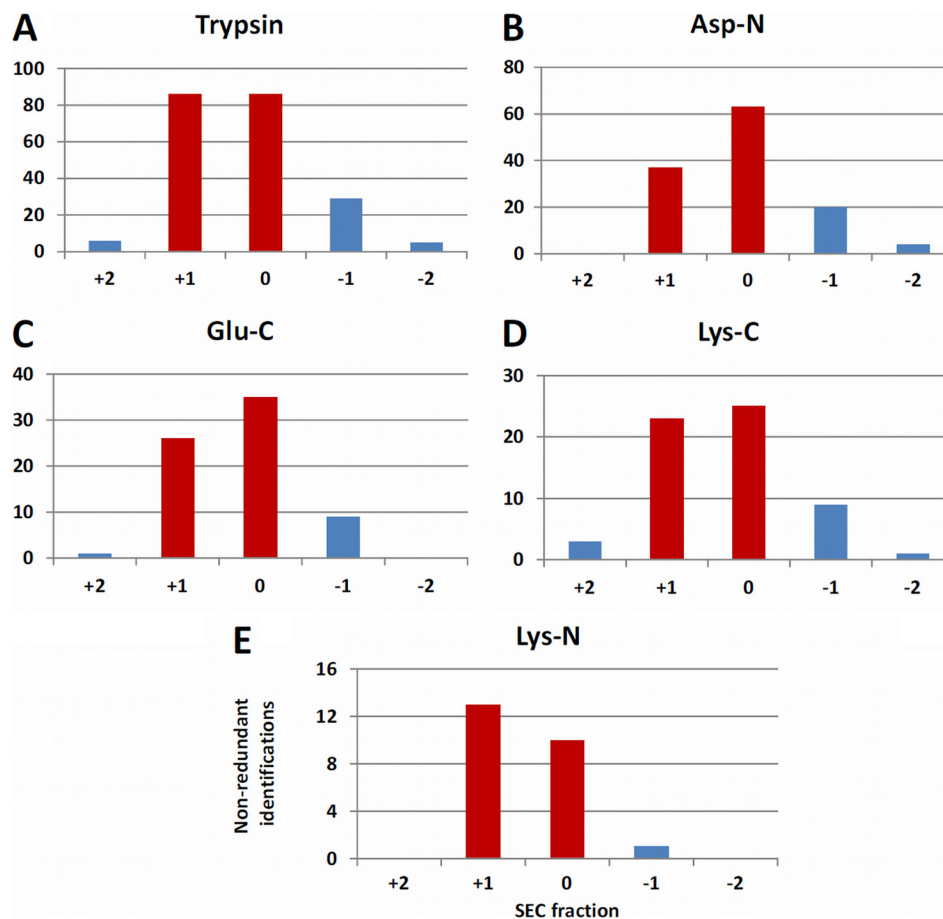 A
Trypsin
100
80
60
40
20
0
+2 +1 0 -1 -2
B
Asp-N
80
60
40
20
0
+2 +1 0 -1 -2
C
Glu-C
40
30
20
10
0
+2 +1 0 -1 -2
D
Lys-C
30
20
10
0
+2 +1 0 -1 -2
E
Lys-N
Non-redundant
identifications
16
12
8
4
0
+2 +1 0 -1 -2
SEC fraction